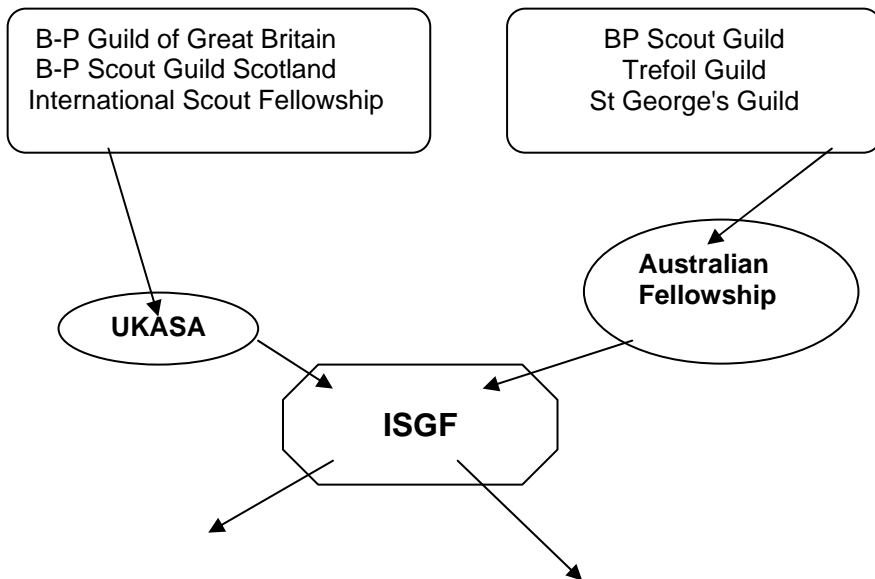 B-P Guild of Great Britain
B-P Scout Guild Scotland
International Scout Fellowship
BP Scout Guild
Trefoil Guild
St George's Guild
Australian
Fellowship
UKASA
ISGF